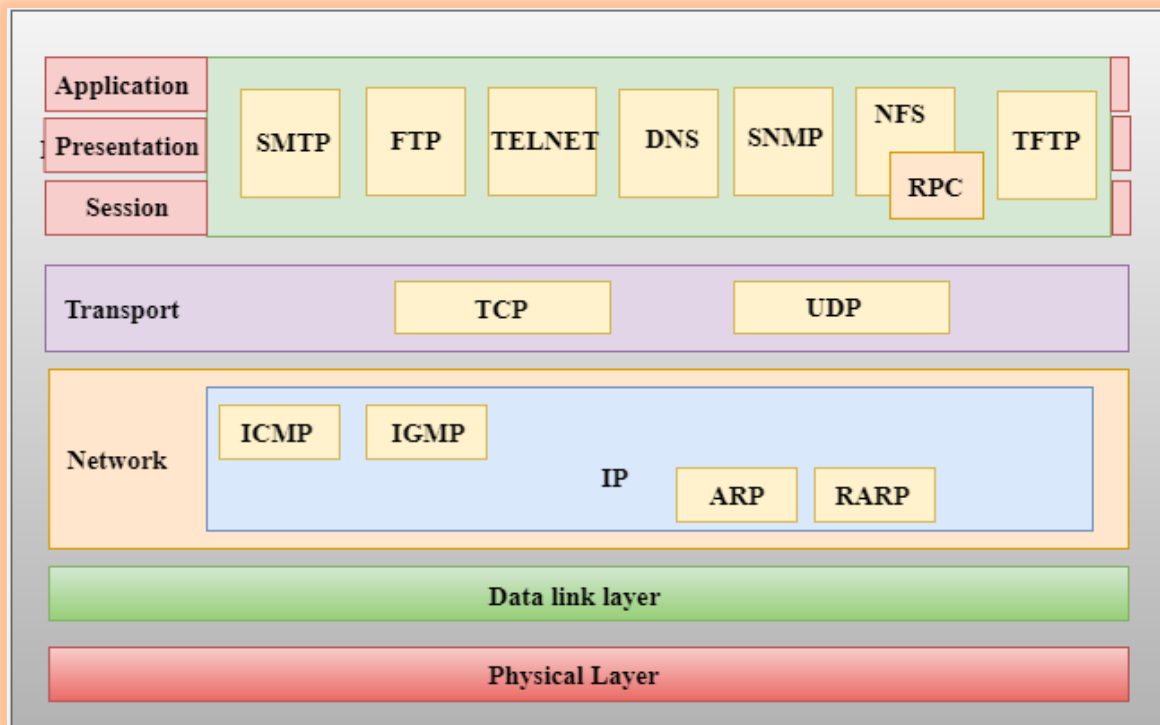 Application
Presentation
Session
SMTP
FTP
TELNET
DNS
SNMP
NFS
RPC
TFTP
Transport
TCP
UDP
Network
ICMP
IGMP
IP
ARP
RARP
Data link layer
Physical Layer